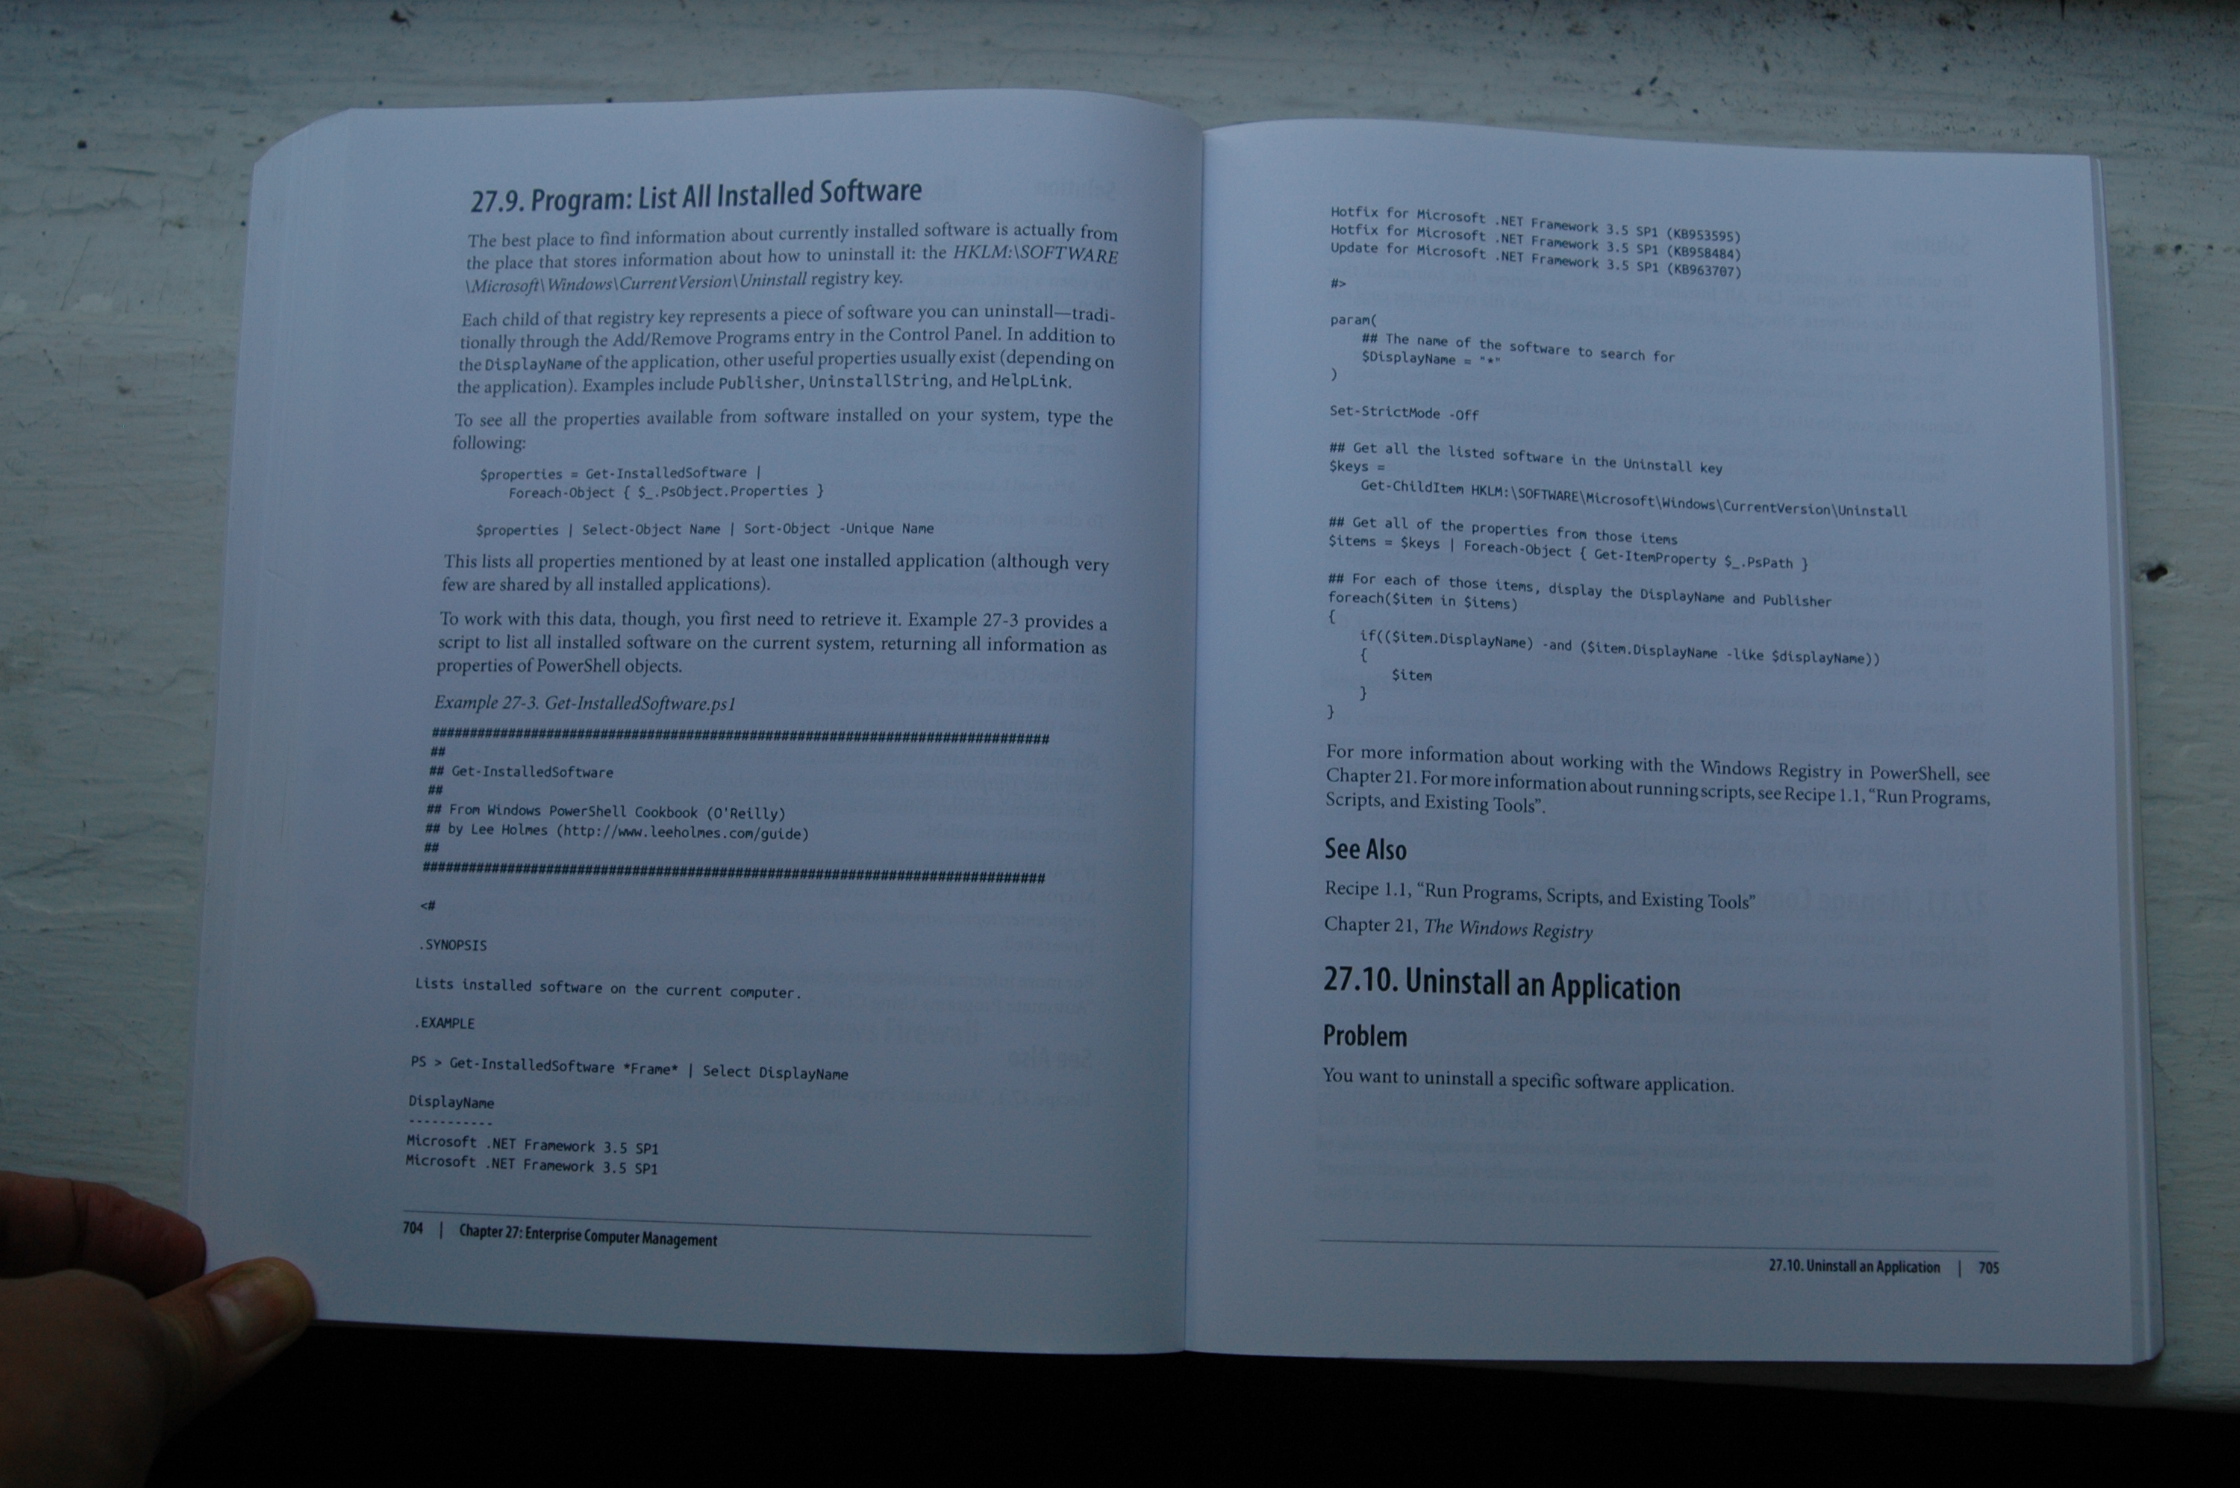 27.9. Program: List All Installed Software
The best place to find information about currently installed software is actually from
the place that stores information about how to uninstall it: the HKLM:\SOFTWARE
\Microsoft\Windows\CurrentVersion\Uninstall registry key.
Each child of that registry key represents a piece of software you can uninstall—tradi-
tionally through the Add/Remove Programs entry in the Control Panel. In addition to
the DisplayName of the application, other useful properties usually exist (depending on
the application). Examples include Publisher, UninstallString, and HelpLink.
To see all the properties available from software installed on your system, type the
following:
$properties = Get-InstalledSoftware |
    Foreach-Object { $_.PsObject.Properties }
$properties | Select-Object Name | Sort-Object -Unique Name
This lists all properties mentioned by at least one installed application (although very
few are shared by all installed applications).
To work with this data, though, you first need to retrieve it. Example 27-3 provides a
script to list all installed software on the current system, returning all information as
properties of PowerShell objects.
Example 27-3. Get-InstalledSoftware.ps1
##############################################################################
##
## Get-InstalledSoftware
##
## From Windows PowerShell Cookbook (O'Reilly)
## by Lee Holmes (http://www.leeholmes.com/guide)
##
##############################################################################
<#
.SYNOPSIS
Lists installed software on the current computer.
.EXAMPLE
PS > Get-InstalledSoftware *Frame* | Select DisplayName
DisplayName
-----------
Microsoft .NET Framework 3.5 SP1
Microsoft .NET Framework 3.5 SP1
704 | Chapter 27: Enterprise Computer Management
Hotfix for Microsoft .NET Framework 3.5 SP1 (KB953595)
Hotfix for Microsoft .NET Framework 3.5 SP1 (KB958484)
Update for Microsoft .NET Framework 3.5 SP1 (KB963707)
#>
param(
    ## The name of the software to search for
    $DisplayName = "*"
)
Set-StrictMode -Off
## Get all the listed software in the Uninstall key
$keys =
    Get-ChildItem HKLM:\SOFTWARE\Microsoft\Windows\CurrentVersion\Uninstall
## Get all of the properties from those items
$items = $keys | Foreach-Object { Get-ItemProperty $_.PsPath }
## For each of those items, display the DisplayName and Publisher
foreach($item in $items)
{
    if(($item.DisplayName) -and ($item.DisplayName -like $displayName))
    {
        $item
    }
}
For more information about working with the Windows Registry in PowerShell, see
Chapter 21. For more information about running scripts, see Recipe 1.1, “Run Programs,
Scripts, and Existing Tools”.
See Also
Recipe 1.1, “Run Programs, Scripts, and Existing Tools”
Chapter 21, The Windows Registry
27.10. Uninstall an Application
Problem
You want to uninstall a specific software application.
27.10. Uninstall an Application | 705